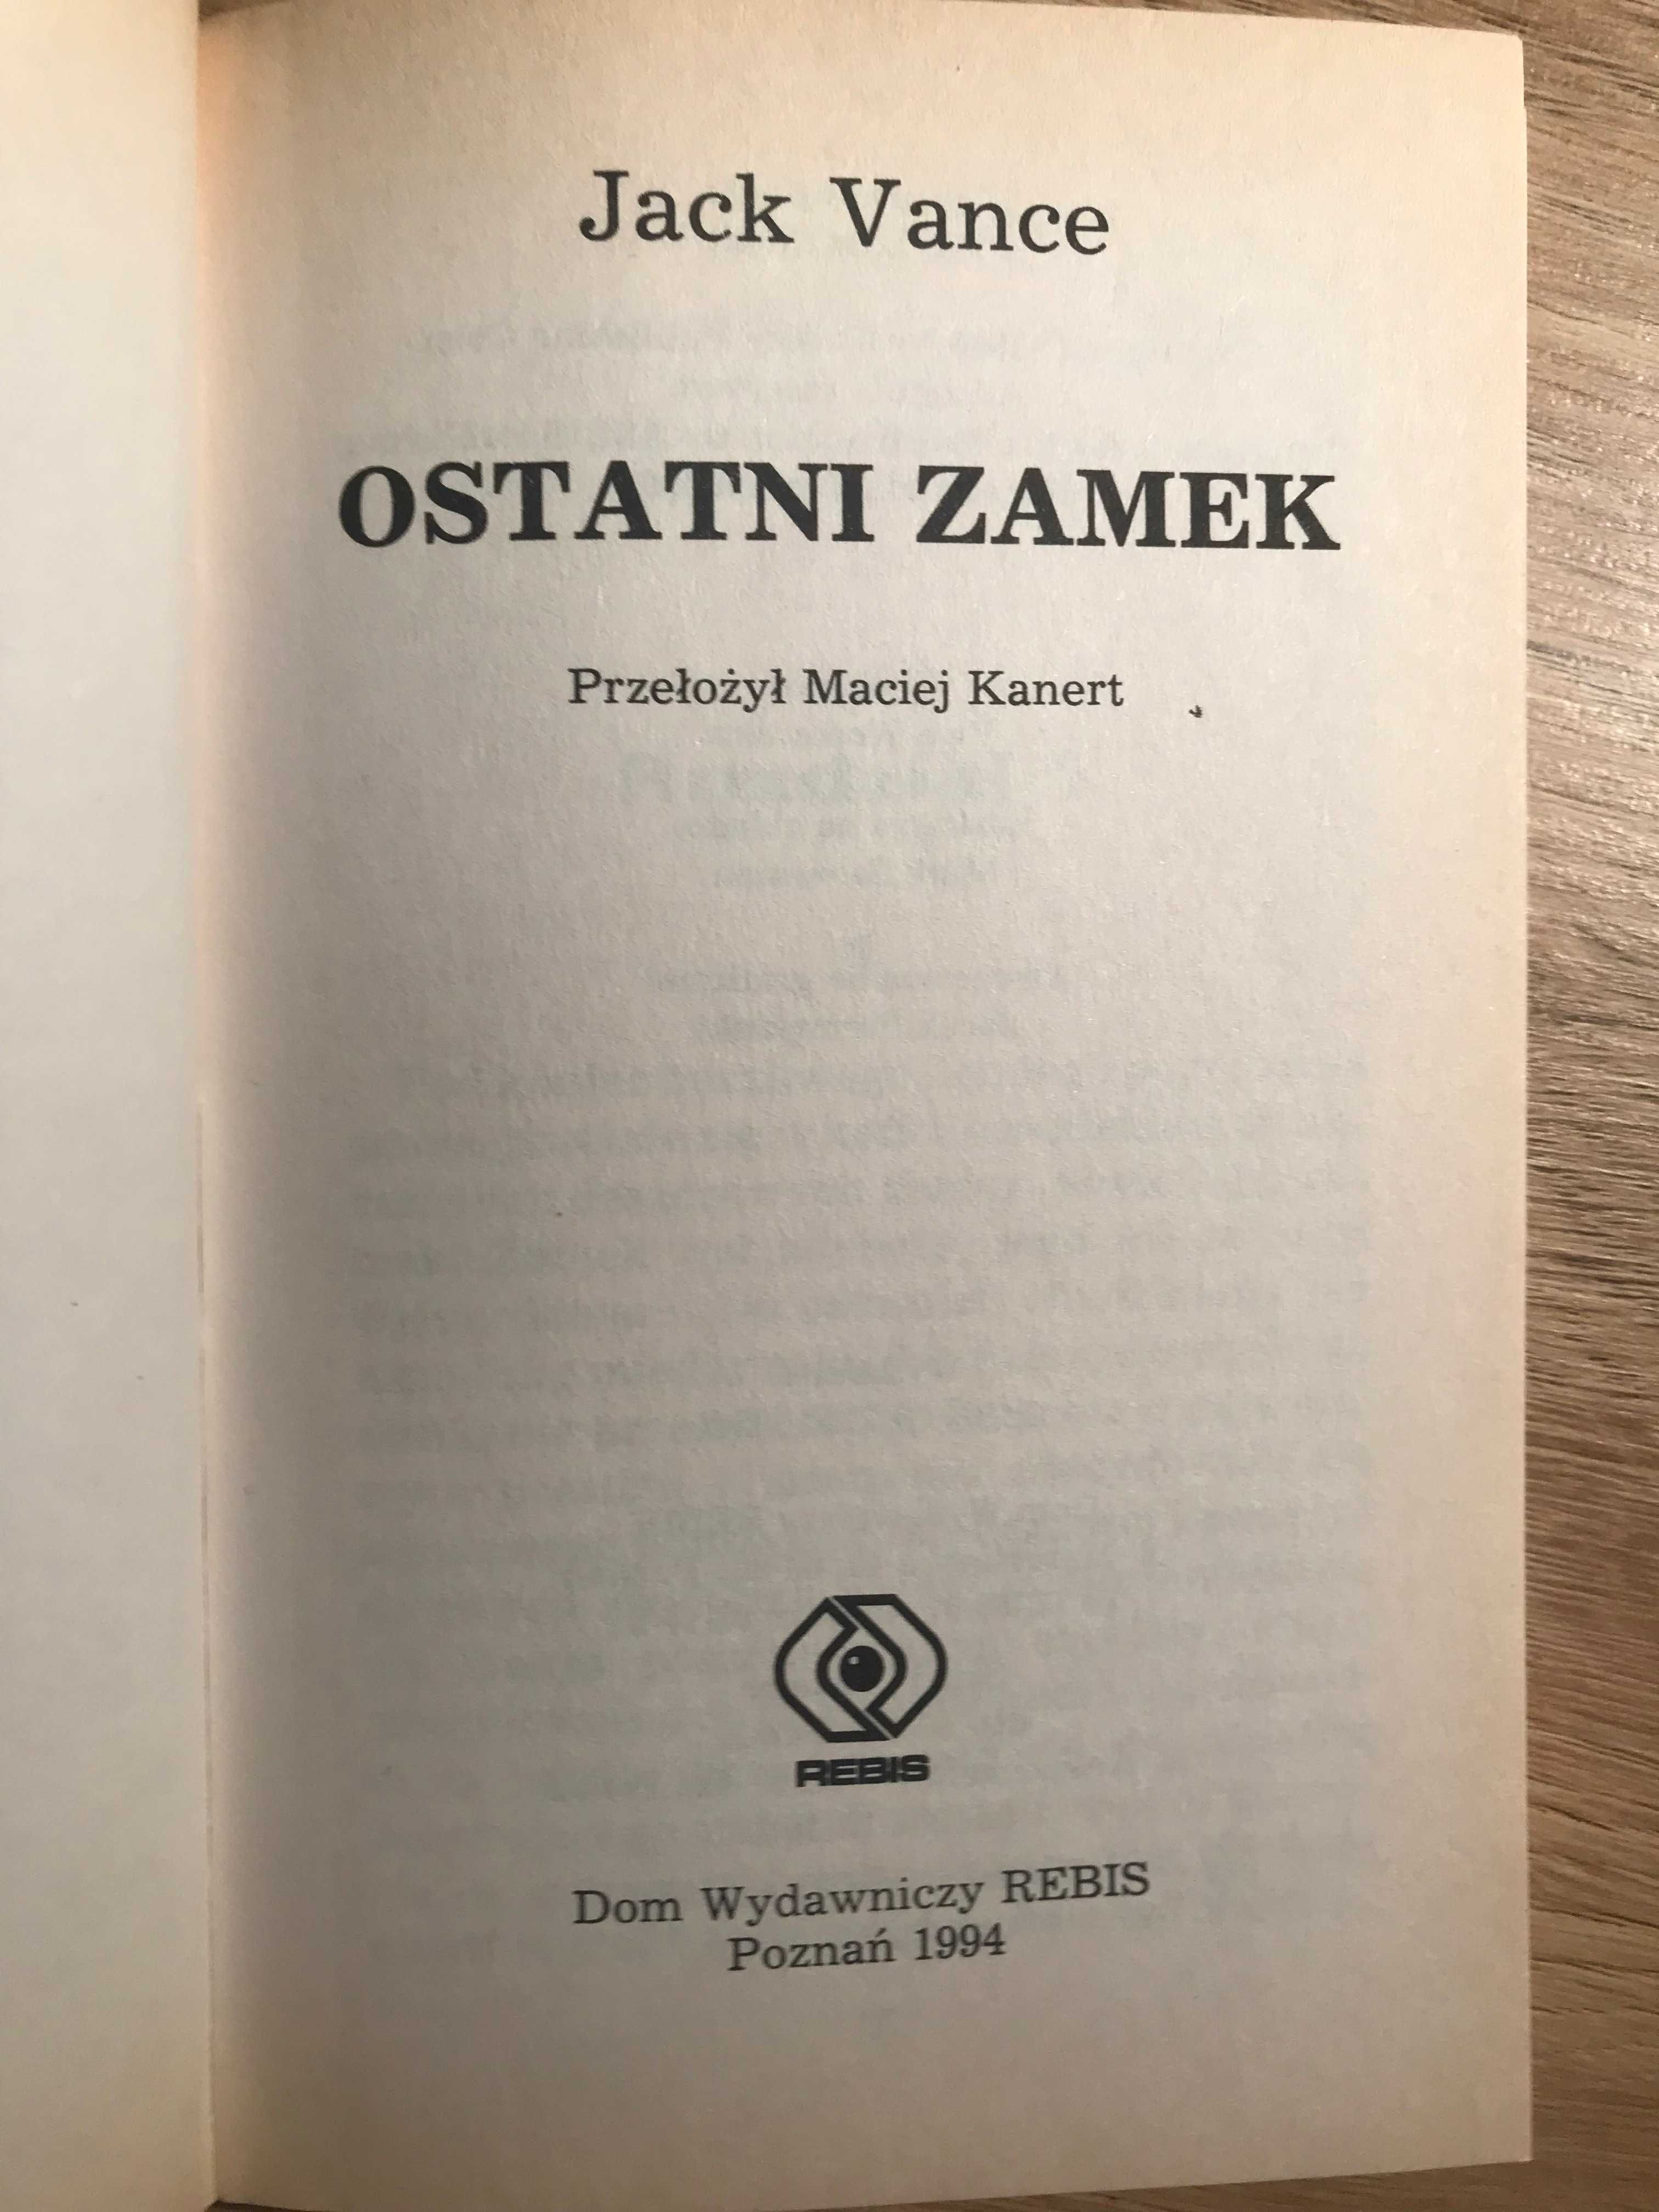 Jack Vance
OSTATNI ZAMEK
Przełożył Maciej Kanert
REBIS
Dom Wydawniczy REBIS
Poznań 1994